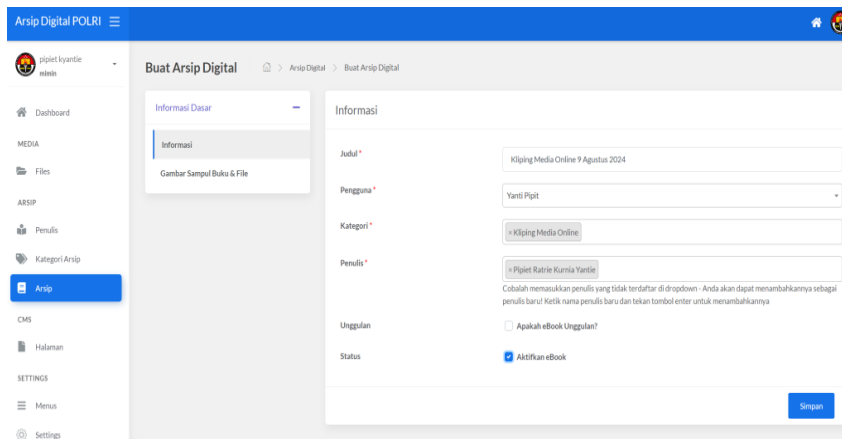 Arsip Digital POLRI
pipiet kyantie
mimin
Dashboard
MEDIA
Files
ARSIP
Penulis
Kategori Arsip
Arsip
CMS
Halaman
SETTINGS
Menus
Settings
Buat Arsip Digital
> Arsip Digital > Buat Arsip Digital
Informasi Dasar
Informasi
Gambar Sampul Buku & File
Informasi
Judul * Kliping Media Online 9 Agustus 2024
Pengguna * Yanti Pipit
Kategori * × Kliping Media Online
Penulis * × Pipiet Ratrie Kurnia Yantie
Cobalah memasukkan penulis yang tidak terdaftar di dropdown - Anda akan dapat menambahkannya sebagai
penulis baru! Ketik nama penulis baru dan tekan tombol enter untuk menambahkannya
Unggulan Apakah eBook Unggulan?
Status Aktifkan eBook
Simpan